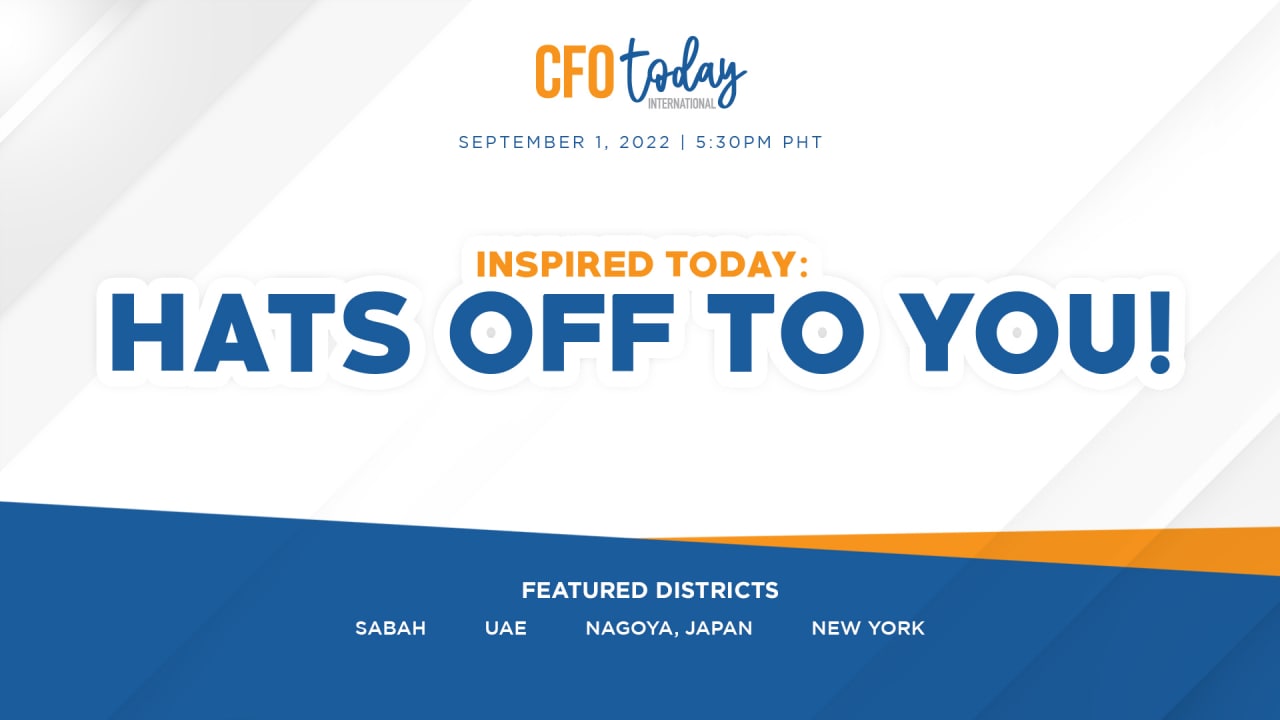 CFO today
INTERNATIONAL
SEPTEMBER 1, 2022 | 5:30PM PHT
INSPIRED TODAY:
HATS OFF TO YOU!
FEATURED DISTRICTS
SABAH UAE NAGOYA, JAPAN NEW YORK